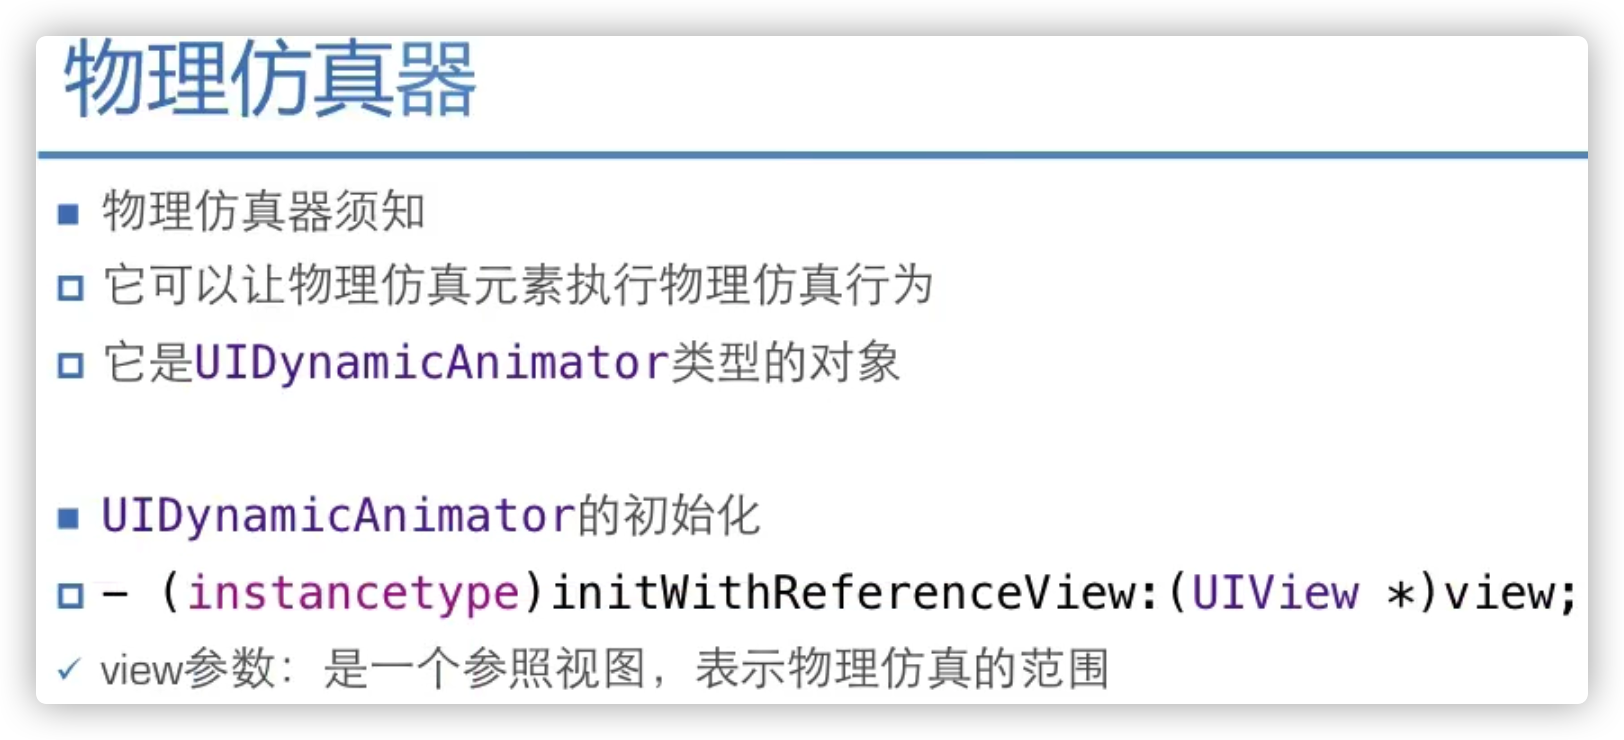 物理仿真器
物理仿真器须知
它可以让物理仿真元素执行物理仿真行为
它是UIDynamicAnimator类型的对象
UIDynamicAnimator的初始化
- (instancetype)initWithReferenceView:(UIView *)view;
view参数：是一个参照视图，表示物理仿真的范围